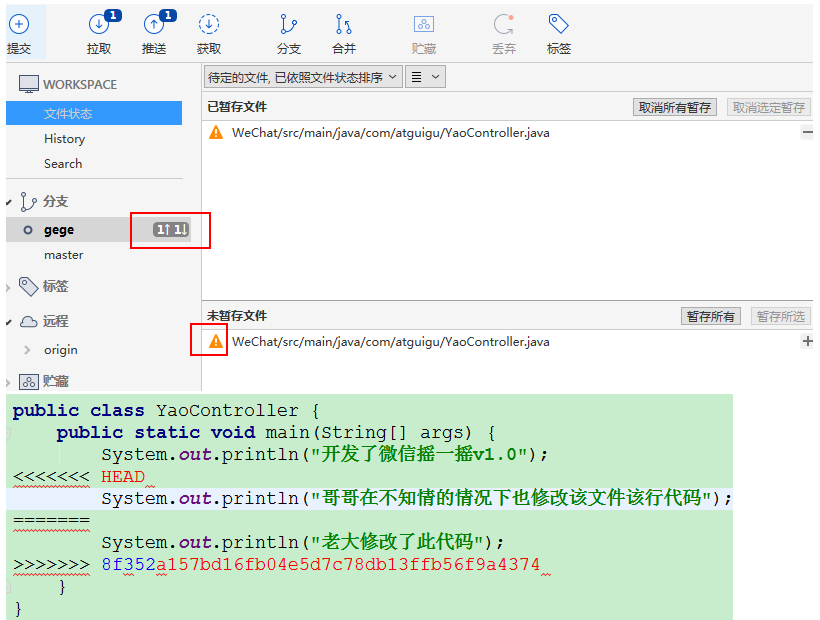 1 1
提交 拉取 推送 获取 分支 合并 贮藏 丢弃 标签
WORKSPACE
文件状态
History
Search
分支
gege 1↑ 1↓
master
标签
远程
origin
贮藏
待定的文件, 已依照文件状态排序
已暂存文件 取消所有暂存 取消选定暂存
WeChat/src/main/java/com/atguigu/YaoController.java
未暂存文件 暂存所有 暂存所选
WeChat/src/main/java/com/atguigu/YaoController.java
public class YaoController {
public static void main(String[] args) {
System.out.println("开发了微信摇一摇v1.0");
<<<<<<< HEAD
System.out.println("哥哥在不知情的情况下也修改该文件该行代码");
=======
System.out.println("老大修改了此代码");
>>>>>>> 8f352a157bd16fb04e5d7c78db13ffb56f9a4374
}
}